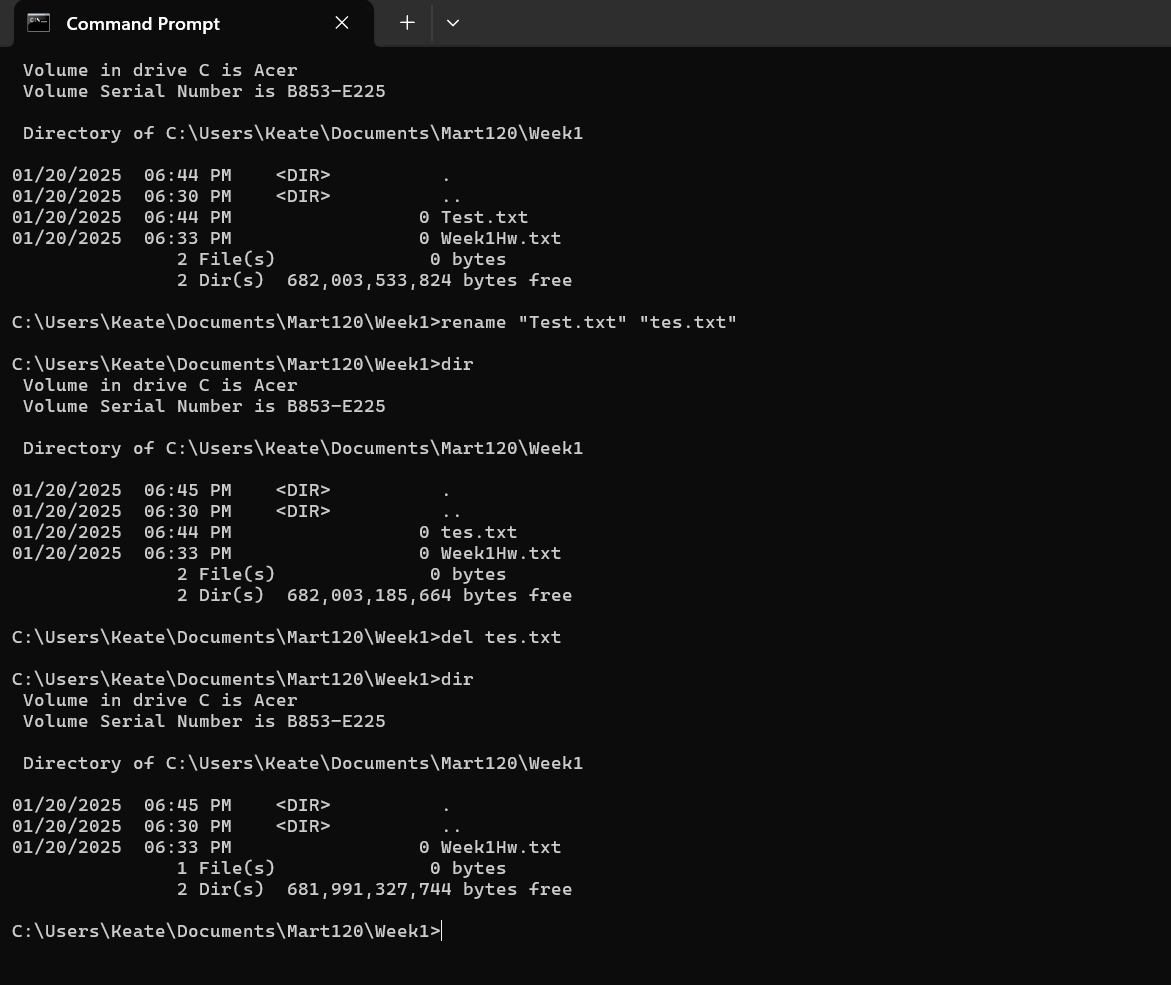 Command Prompt
 Volume in drive C is Acer
 Volume Serial Number is B853-E225

 Directory of C:\Users\Keate\Documents\Mart120\Week1

01/20/2025  06:44 PM    <DIR>          .
01/20/2025  06:30 PM    <DIR>          ..
01/20/2025  06:44 PM                 0 Test.txt
01/20/2025  06:33 PM                 0 Week1Hw.txt
               2 File(s)              0 bytes
               2 Dir(s)  682,003,533,824 bytes free

C:\Users\Keate\Documents\Mart120\Week1>rename "Test.txt" "tes.txt"

C:\Users\Keate\Documents\Mart120\Week1>dir
 Volume in drive C is Acer
 Volume Serial Number is B853-E225

 Directory of C:\Users\Keate\Documents\Mart120\Week1

01/20/2025  06:45 PM    <DIR>          .
01/20/2025  06:30 PM    <DIR>          ..
01/20/2025  06:44 PM                 0 tes.txt
01/20/2025  06:33 PM                 0 Week1Hw.txt
               2 File(s)              0 bytes
               2 Dir(s)  682,003,185,664 bytes free

C:\Users\Keate\Documents\Mart120\Week1>del tes.txt

C:\Users\Keate\Documents\Mart120\Week1>dir
 Volume in drive C is Acer
 Volume Serial Number is B853-E225

 Directory of C:\Users\Keate\Documents\Mart120\Week1

01/20/2025  06:45 PM    <DIR>          .
01/20/2025  06:30 PM    <DIR>          ..
01/20/2025  06:33 PM                 0 Week1Hw.txt
               1 File(s)              0 bytes
               2 Dir(s)  681,991,327,744 bytes free

C:\Users\Keate\Documents\Mart120\Week1>